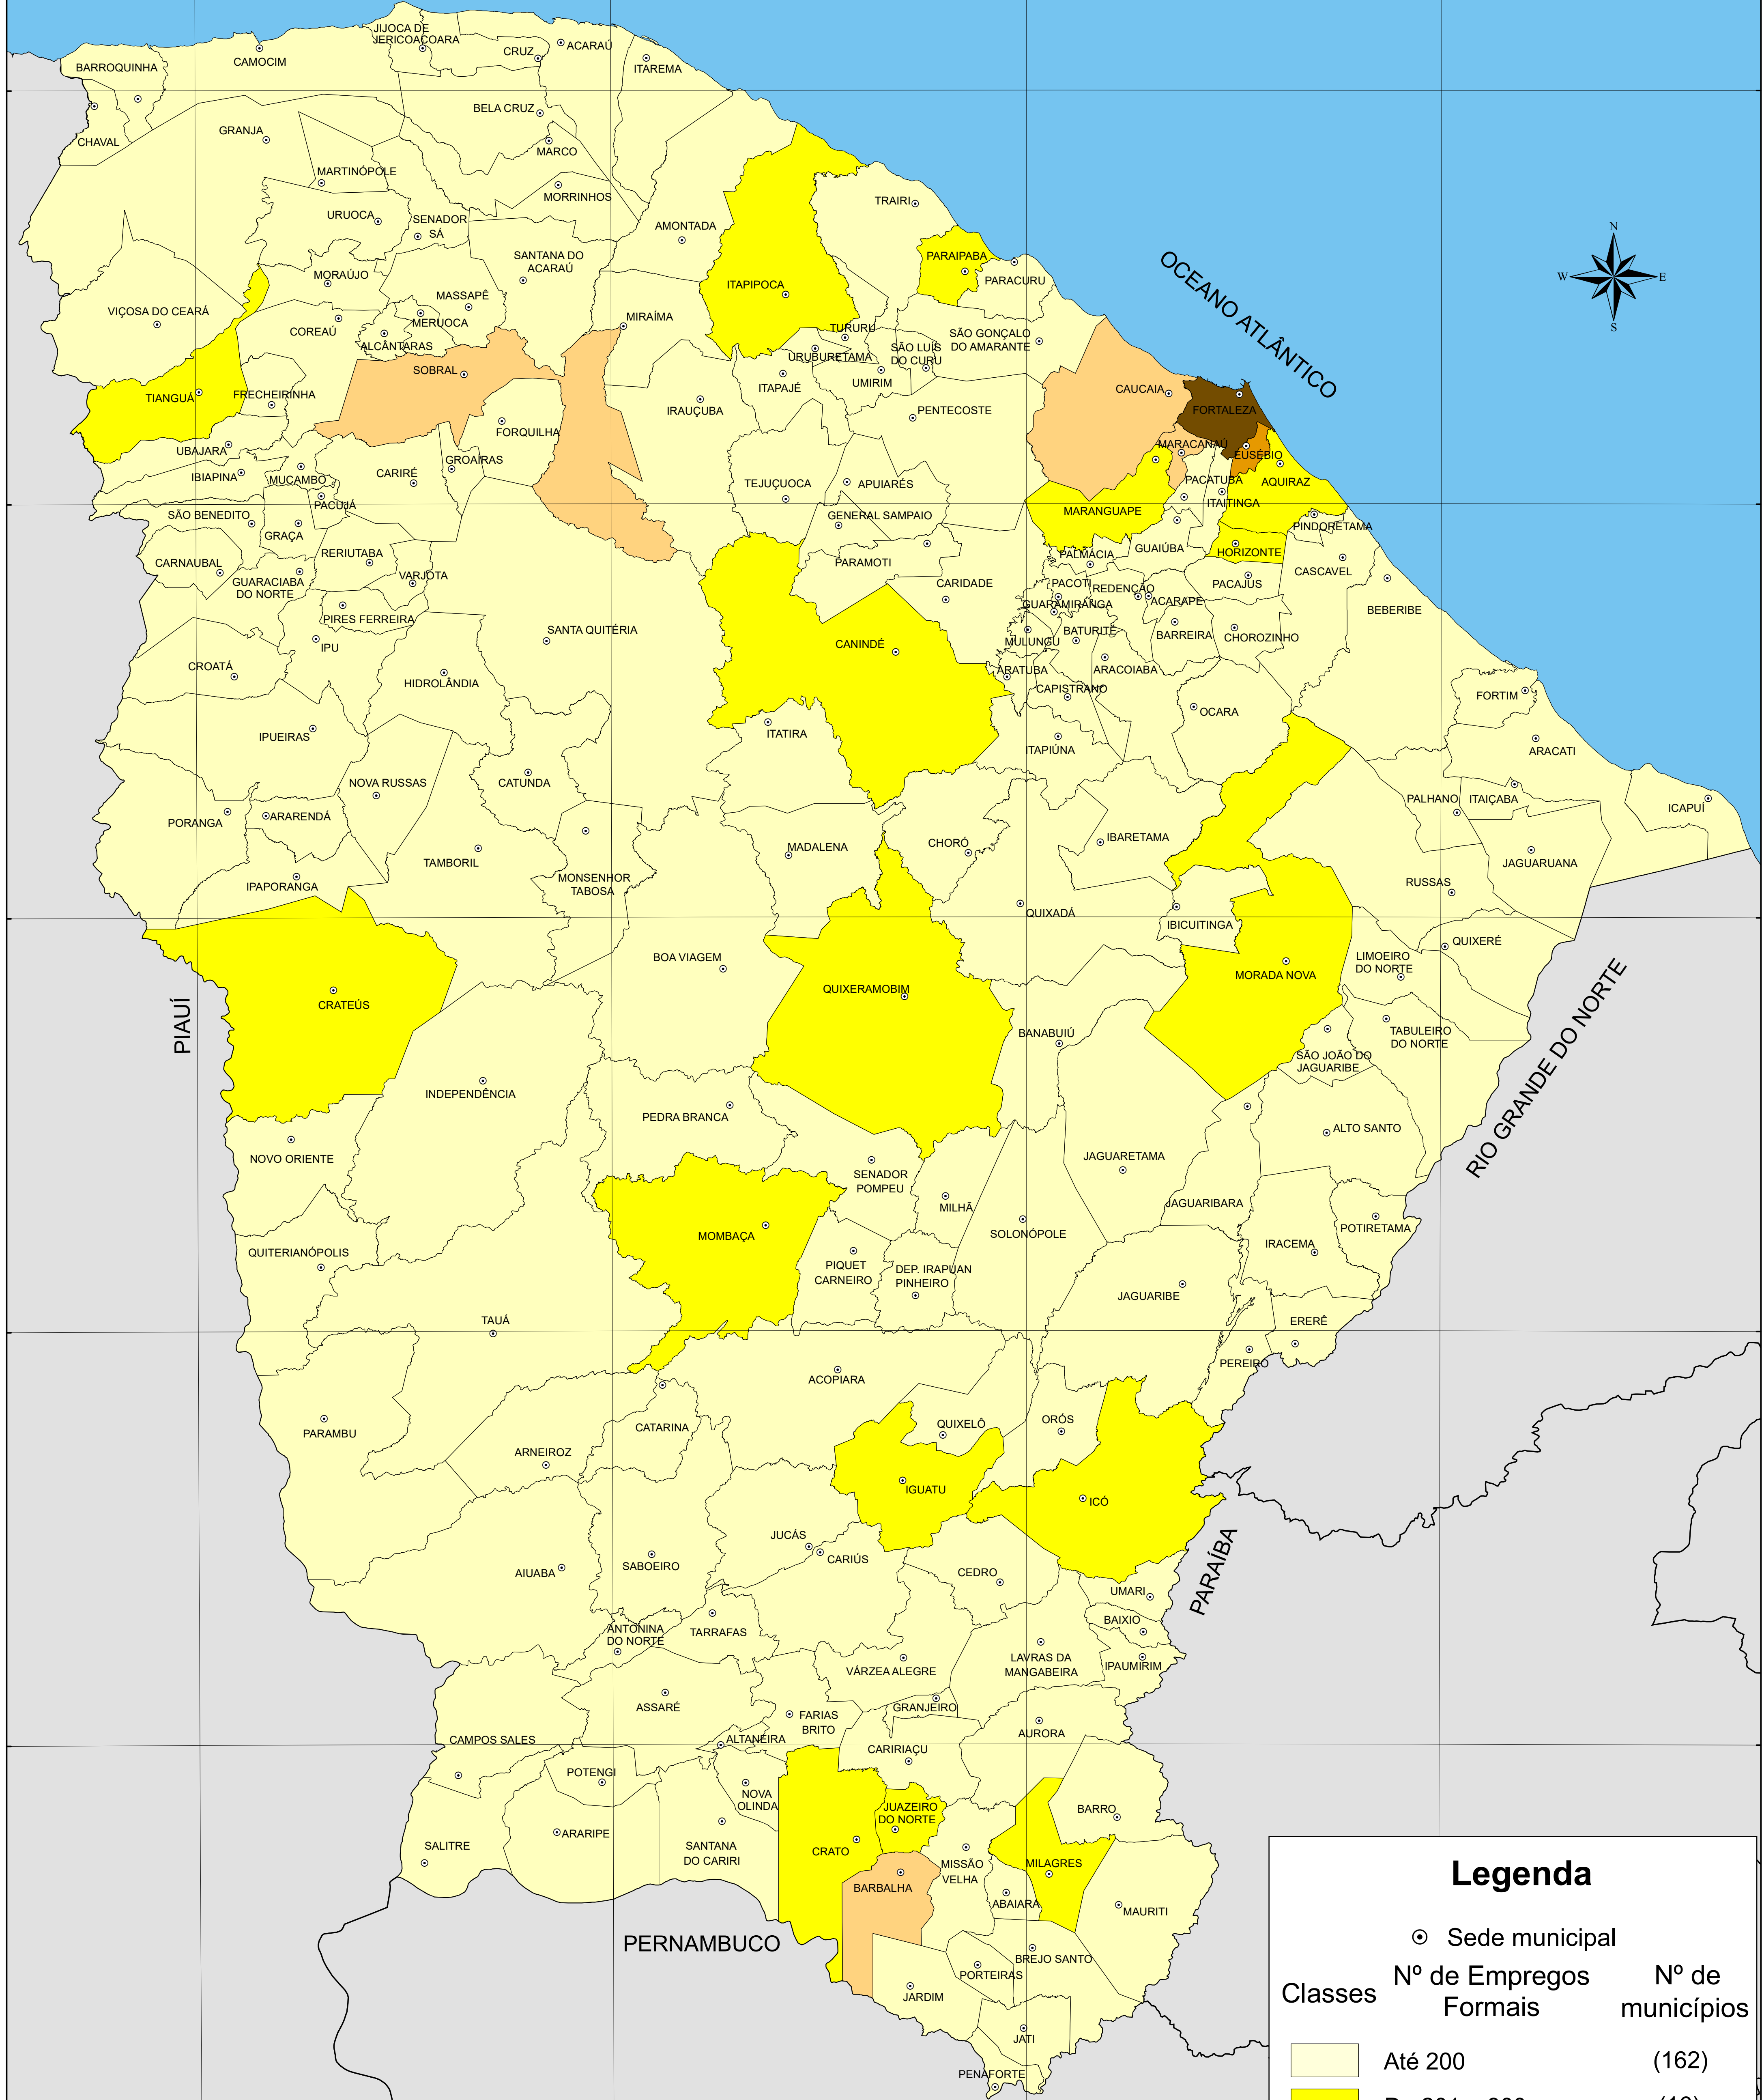 JIJOCA DE
JERICOACOARA
CRUZ
ACARAÚ
ITAREMA
BARROQUINHA
CAMOCIM
BELA CRUZ
CHAVAL
GRANJA
MARCO
MARTINÓPOLE
MORRINHOS
TRAIRI
URUOCA
SENADOR
SÁ
AMONTADA
N
W
E
S
SANTANA DO
ACARAÚ
PARAIPABA
OCEANO ATLÂNTICO
MORAÚJO
ITAPIPOCA
PARACURU
MASSAPÊ
VIÇOSA DO CEARÁ
MERUOCA
MIRAÍMA
COREAÚ
TURURU
SÃO GONÇALO
DO AMARANTE
ALCÂNTARAS
SÃO LUÍS
DO CURU
URUBURETAMA
SOBRAL
UMIRIM
ITAPAJÉ
CAUCAIA
TIANGUÁ
FRECHEIRINHA
IRAUÇUBA
PENTECOSTE
FORTALEZA
FORQUILHA
MARACANAÚ
UBAJARA
EUSÉBIO
GROAÍRAS
IBIAPINA
MUCAMBO
CARIRÉ
TEJUÇUOCA
APUIARÉS
PACATUBA
AQUIRAZ
PACUJÁ
ITAITINGA
SÃO BENEDITO
GENERAL SAMPAIO
MARANGUAPE
PINDORETAMA
GRAÇA
RERIUTABA
GUAIÚBA
HORIZONTE
CARNAUBAL
PARAMOTI
PALMÁCIA
CASCAVEL
GUARACIABA
DO NORTE
VARJOTA
CARIDADE
PACOTI
REDENÇÃO
PACAJUS
PIRES FERREIRA
GUARAMIRANGA
ACARAPE
BEBERIBE
SANTA QUITÉRIA
BATURITÉ
BARREIRA
CHOROZINHO
IPU
CANINDÉ
MULUNGU
CROATÁ
ARATUBA
ARACOIABA
HIDROLÂNDIA
CAPISTRANO
FORTIM
OCARA
IPUEIRAS
ITATIRA
ITAPIÚNA
ARACATI
NOVA RUSSAS
CATUNDA
PALHANO
ITAIÇABA
ICAPUÍ
PORANGA
ARARENDÁ
CHORÓ
IBARETAMA
MADALENA
TAMBORIL
JAGUARUANA
MONSENHOR
TABOSA
IPAPORANGA
RUSSAS
QUIXADÁ
IBICUITINGA
QUIXERÉ
BOA VIAGEM
LIMOEIRO
DO NORTE
MORADA NOVA
QUIXERAMOBIM
CRATEÚS
PIAUÍ
BANABUIÚ
TABULEIRO
DO NORTE
RIO GRANDE DO NORTE
SÃO JOÃO DO
JAGUARIBE
INDEPENDÊNCIA
PEDRA BRANCA
ALTO SANTO
NOVO ORIENTE
JAGUARETAMA
SENADOR
POMPEU
JAGUARIBARA
MILHÃ
POTIRETAMA
MOMBAÇA
SOLONÓPOLE
IRACEMA
QUITERIANÓPOLIS
PIQUET
CARNEIRO
DEP. IRAPUAN
PINHEIRO
JAGUARIBE
TAUÁ
ERERÊ
PEREIRO
ACOPIARA
CATARINA
QUIXELÔ
ORÓS
PARAMBU
ARNEIROZ
IGUATU
ICÓ
JUCÁS
CARIÚS
PARAÍBA
SABOEIRO
AIUABA
CEDRO
UMARI
BAIXIO
ANTONINA
DO NORTE
TARRAFAS
LAVRAS DA
MANGABEIRA
IPAUMIRIM
VÁRZEA ALEGRE
ASSARÉ
GRANJEIRO
FARIAS
BRITO
AURORA
CAMPOS SALES
ALTANEIRA
CARIRIAÇU
POTENGI
NOVA
OLINDA
JUAZEIRO
DO NORTE
BARRO
ARARIPE
SALITRE
SANTANA
DO CARIRI
CRATO
MISSÃO
VELHA
MILAGRES
BARBALHA
ABAIARA
MAURITI
PERNAMBUCO
BREJO SANTO
PORTEIRAS
JARDIM
JATI
PENAFORTE
Legenda
Sede municipal
Classes
Nº de Empregos
Formais
Nº de
municípios
Até 200
(162)